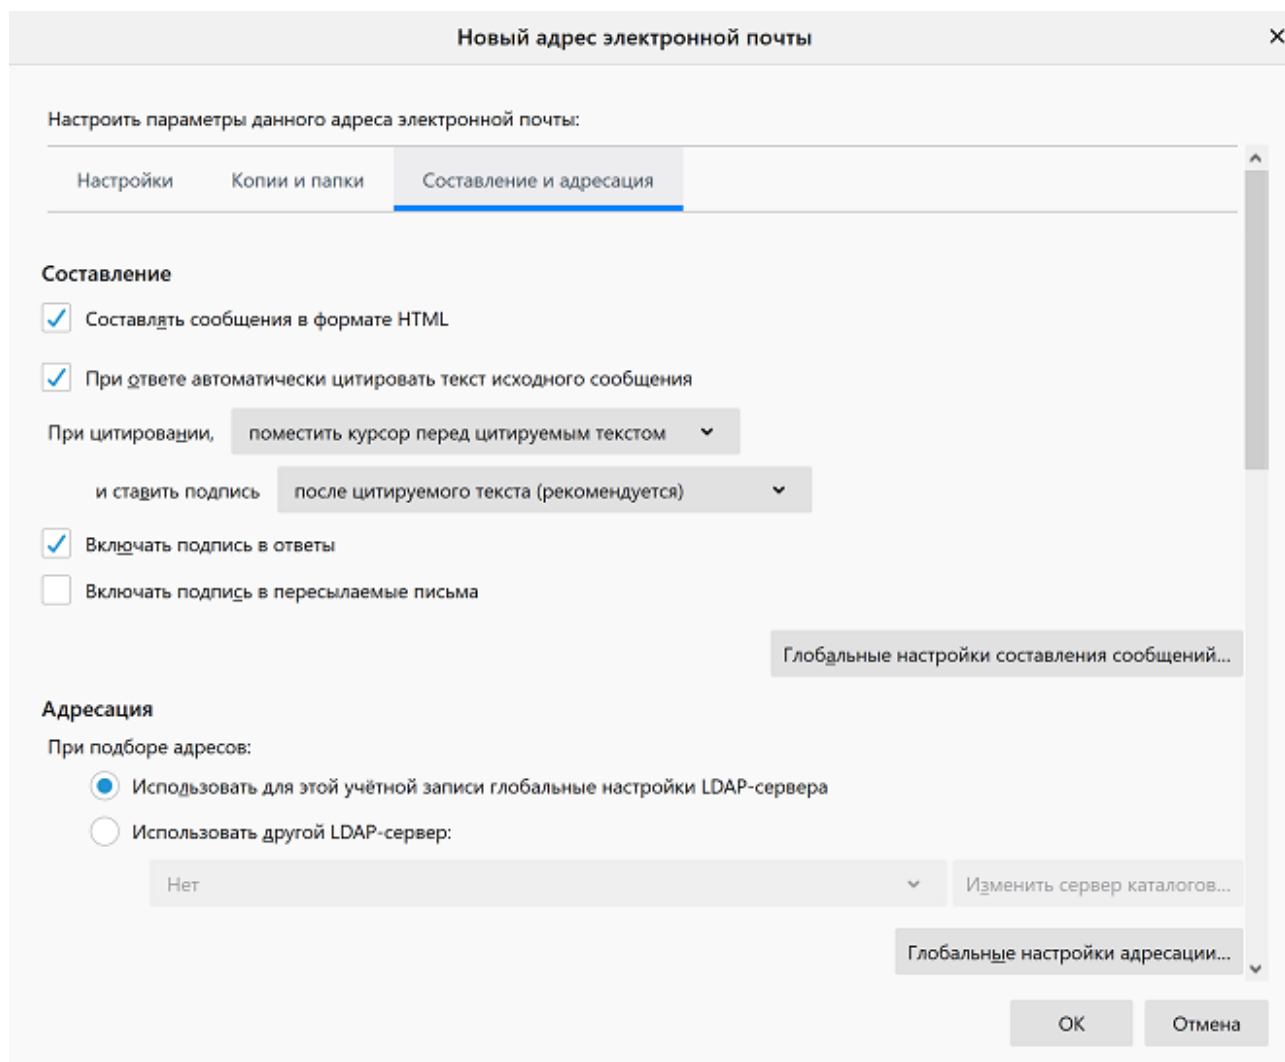 Новый адрес электронной почты
Настроить параметры данного адреса электронной почты:
Настройки Копии и папки Составление и адресация
Составление
Составлять сообщения в формате HTML
При ответе автоматически цитировать текст исходного сообщения
При цитировании, поместить курсор перед цитируемым текстом
и ставить подпись после цитируемого текста (рекомендуется)
Включать подпись в ответы
Включать подпись в пересылаемые письма
Глобальные настройки составления сообщений...
Адресация
При подборе адресов:
Использовать для этой учётной записи глобальные настройки LDAP-сервера
Использовать другой LDAP-сервер:
Нет Изменить сервер каталогов...
Глобальные настройки адресации...
ОК Отмена